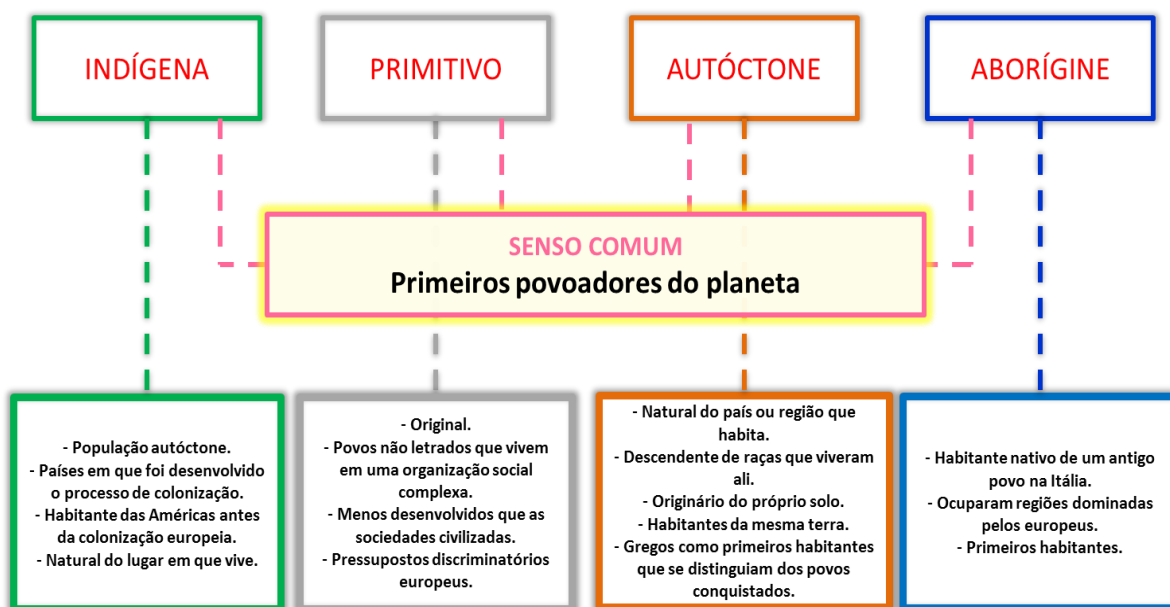 INDÍGENA
PRIMITIVO
AUTÓCTONE
ABORÍGINE
SENSO COMUM
Primeiros povoadores do planeta
- População autóctone.
- Países em que foi desenvolvido
o processo de colonização.
- Habitante das Américas antes
da colonização europeia.
- Natural do lugar em que vive.
- Original.
- Povos não letrados que vivem
em uma organização social
complexa.
- Menos desenvolvidos que as
sociedades civilizadas.
- Pressupostos discriminatórios
europeus.
- Natural do país ou região que
habita.
- Descendente de raças que viveram
ali.
- Originário do próprio solo.
- Habitantes da mesma terra.
- Gregos como primeiros habitantes
que se distinguiam dos povos
conquistados.
- Habitante nativo de um antigo
povo na Itália.
- Ocuparam regiões dominadas
pelos europeus.
- Primeiros habitantes.